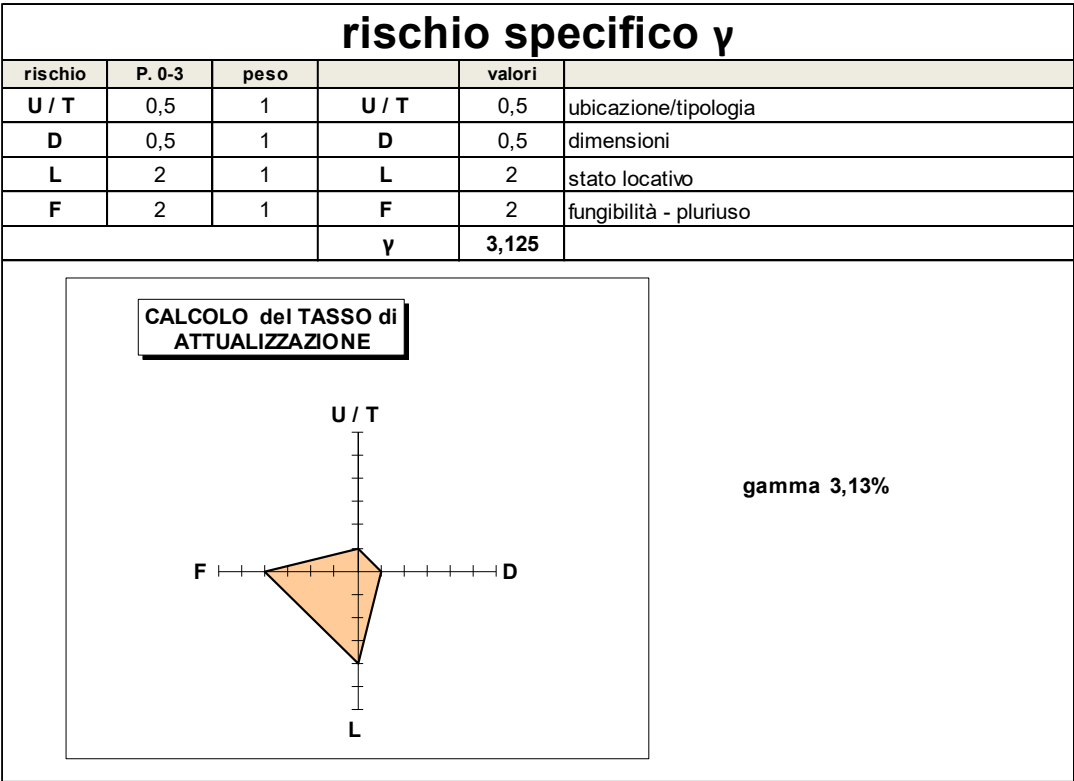 rischio specifico γ
rischio P. 0-3 peso valori
U / T 0,5 1 U / T 0,5 ubicazione/tipologia
D 0,5 1 D 0,5 dimensioni
L 2 1 L 2 stato locativo
F 2 1 F 2 fungibilità - pluriuso
γ 3,125
CALCOLO del TASSO di
ATTUALIZZAZIONE
U / T
gamma 3,13%
F D
L